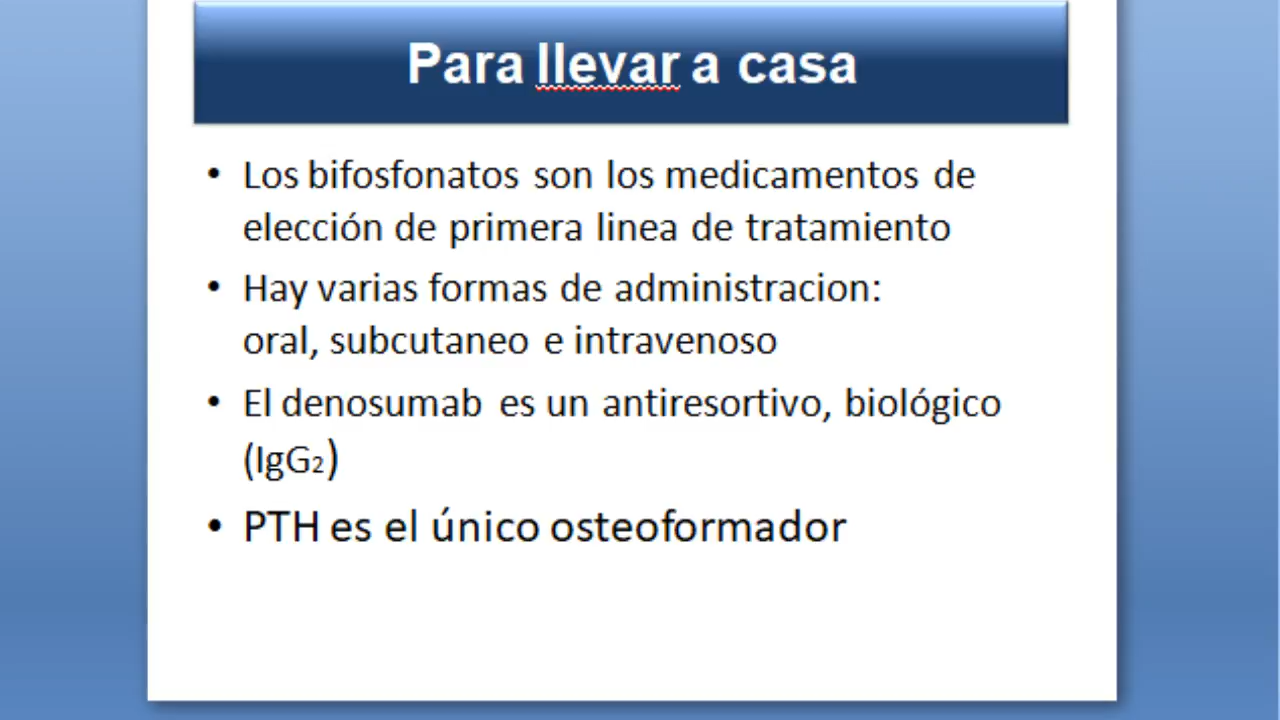 Para llevar a casa
• Los bifosfonatos son los medicamentos de
elección de primera linea de tratamiento
• Hay varias formas de administracion:
oral, subcutaneo e intravenoso
• El denosumab es un antiresortivo, biológico
(IgG₂)
• PTH es el único osteoformador